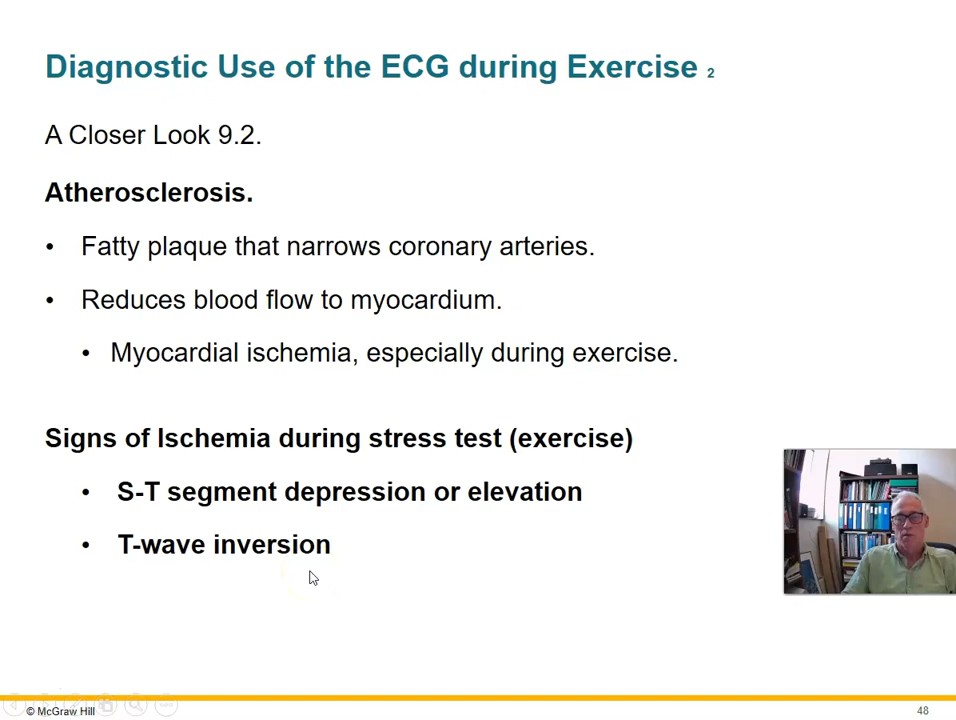 Diagnostic Use of the ECG during Exercise 2
A Closer Look 9.2.
Atherosclerosis.
• Fatty plaque that narrows coronary arteries.
• Reduces blood flow to myocardium.
• Myocardial ischemia, especially during exercise.
Signs of Ischemia during stress test (exercise)
• S-T segment depression or elevation
• T-wave inversion
© McGraw Hill
48